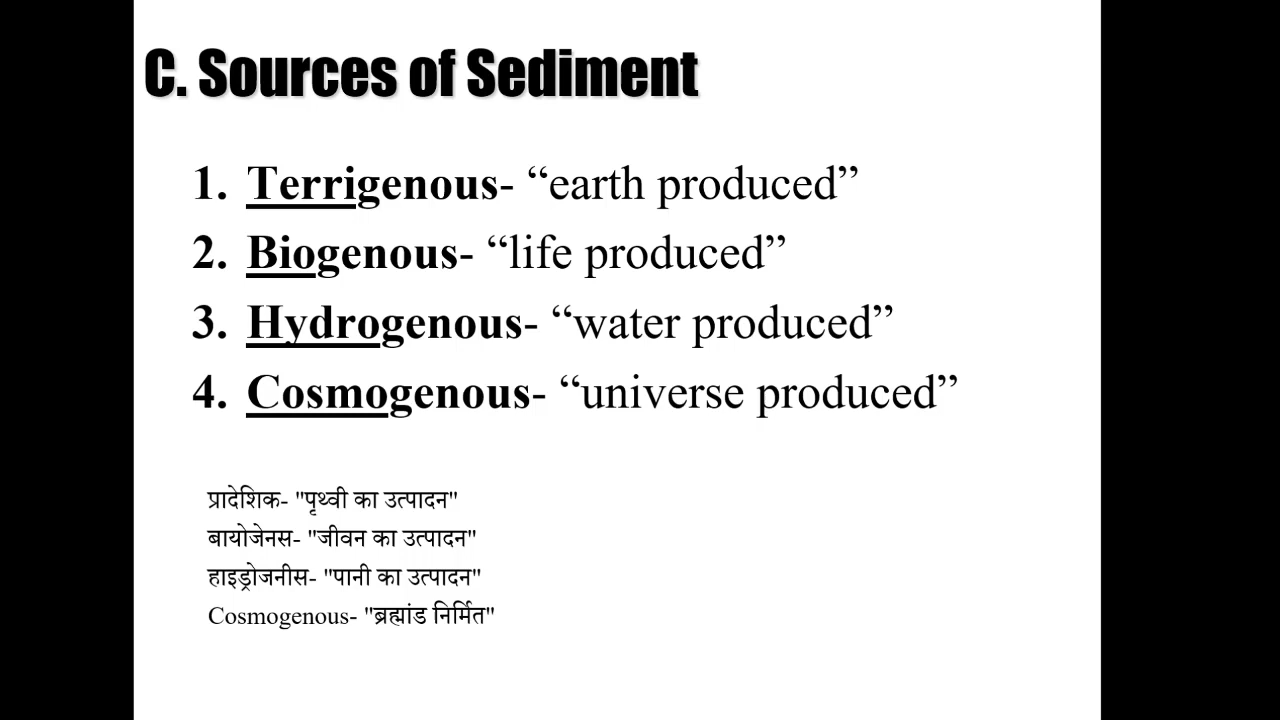 C. Sources of Sediment
1. Terrigenous- “earth produced”
2. Biogenous- “life produced”
3. Hydrogenous- “water produced”
4. Cosmogenous- “universe produced”
प्रादेशिक- "पृथ्वी का उत्पादन"
बायोजेनस- "जीवन का उत्पादन"
हाइड्रोजनीस- "पानी का उत्पादन"
Cosmogenous- "ब्रह्मांड निर्मित"